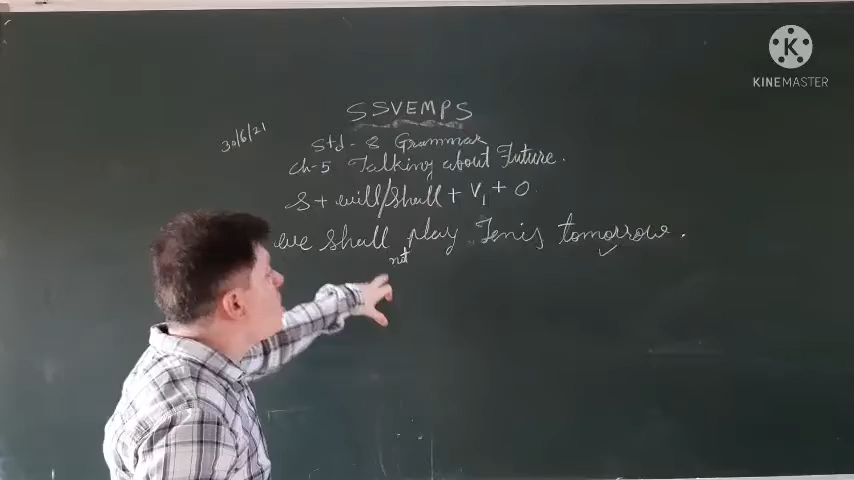 K
KINEMASTER
SSVEMPS
30/6/21
Std - 8 Grammar
Ch-5 Talking about Future.
S + will/shall + V1 + O
we shall play Tenis tomorrow.
not